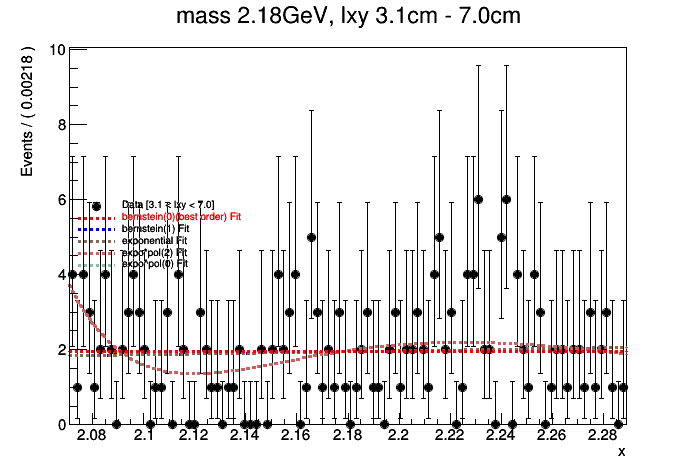 mass 2.18GeV, lxy 3.1cm - 7.0cm
Events / ( 0.00218 )
10
8
6
4
2
0
Data [3.1 < lxy < 7.0]
bernstein(0)(best order) Fit
bernstein(1) Fit
exponential Fit
expo*pol(2) Fit
expo*pol(0) Fit
2.08 2.1 2.12 2.14 2.16 2.18 2.2 2.22 2.24 2.26 2.28
x